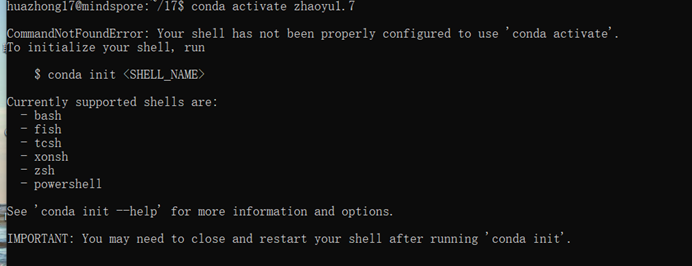 huazhong17@mindspore:~/17$ conda activate zhaoyu1.7
CommandNotFoundError: Your shell has not been properly configured to use 'conda activate'.
To initialize your shell, run
$ conda init <SHELL_NAME>
Currently supported shells are:
- bash
- fish
- tcsh
- xonsh
- zsh
- powershell
See 'conda init --help' for more information and options.
IMPORTANT: You may need to close and restart your shell after running 'conda init'.